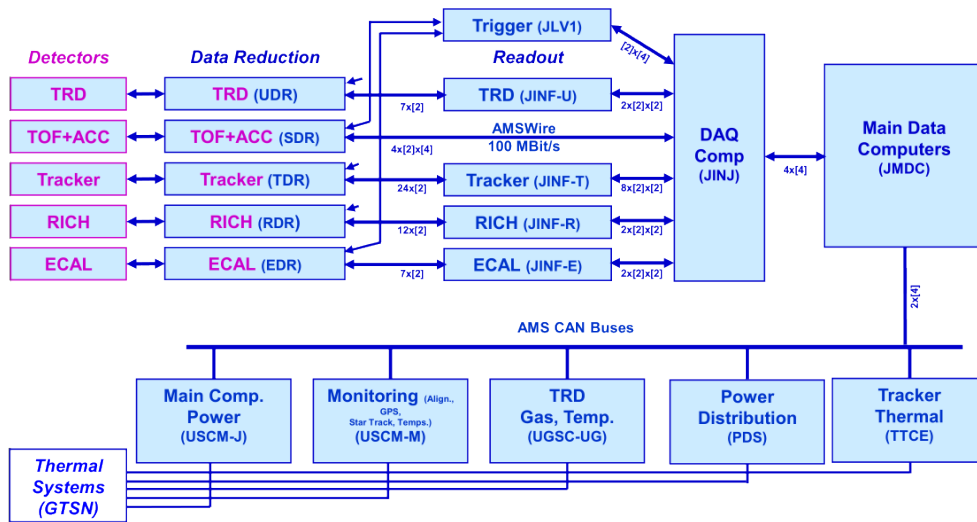 Trigger (JLV1)
[2]x[4]
Detectors
Data Reduction
Readout
TRD
TRD (UDR)
7x[2]
TRD (JINF-U)
2x[2]x[2]
TOF+ACC
TOF+ACC (SDR)
4x[2]x[4]
AMSWire
100 MBit/s
Tracker
Tracker (TDR)
24x[2]
Tracker (JINF-T)
8x[2]x[2]
RICH
RICH (RDR)
12x[2]
RICH (JINF-R)
2x[2]x[2]
ECAL
ECAL (EDR)
7x[2]
ECAL (JINF-E)
2x[2]x[2]
DAQ
Comp
(JINJ)
4x[4]
Main Data
Computers
(JMDC)
2x[4]
AMS CAN Buses
Main Comp.
Power
(USCM-J)
Monitoring (Align.,
GPS,
Star Track, Temps.)
(USCM-M)
TRD
Gas, Temp.
(UGSC-UG)
Power
Distribution
(PDS)
Tracker
Thermal
(TTCE)
Thermal
Systems
(GTSN)